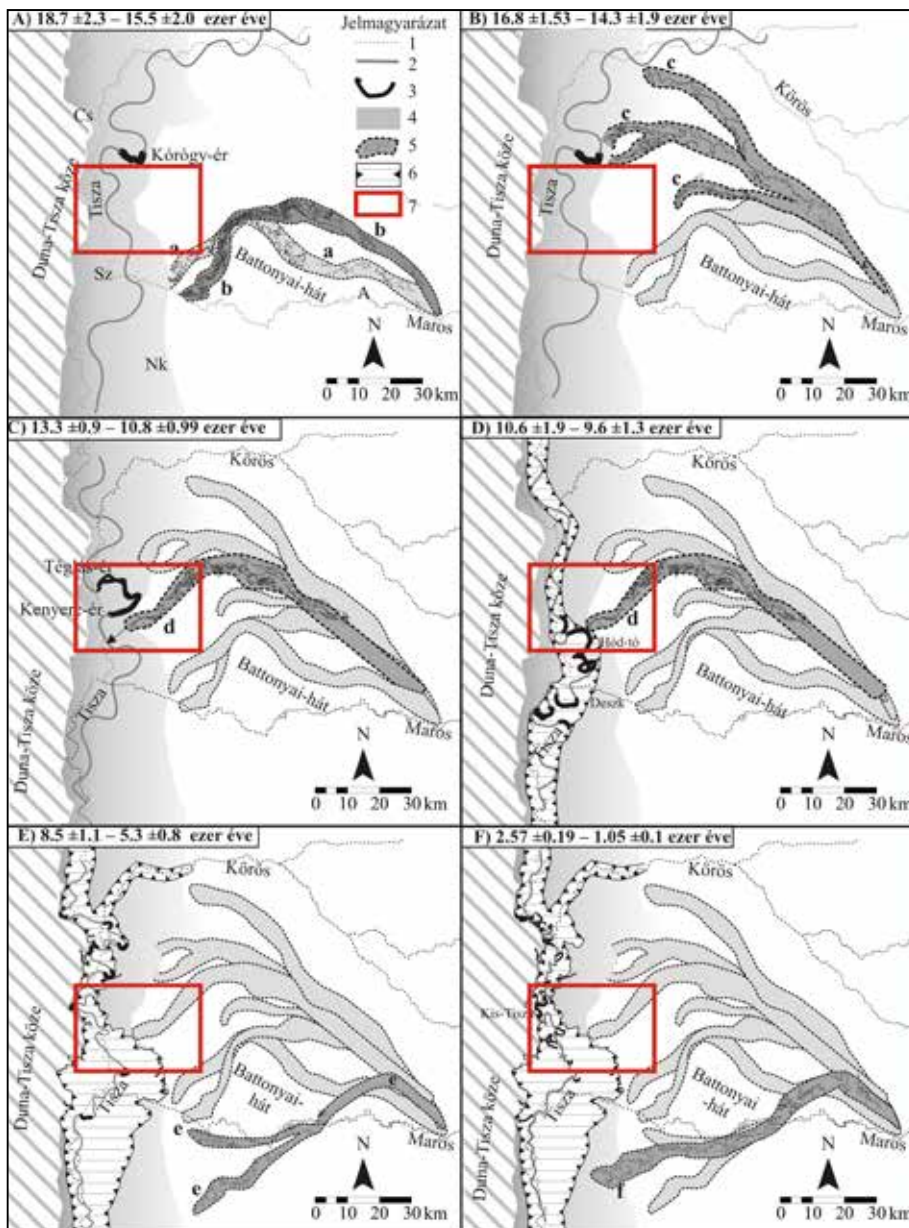 A) 18.7 ±2.3 – 15.5 ±2.0 ezer éve
Jelmagyarázat
1
2
3
4
5
6
7
Cs
Kórógy-ér
Duna-Tisza köze
Tisza
Sz
Nk
a
a
b
b
A
Battonyai-hát
Maros
N
0 10 20 30 km
B) 16.8 ±1.53 – 14.3 ±1.9 ezer éve
c
c
c
Körös
Duna-Tisza köze
Tisza
Battonyai-hát
Maros
N
0 10 20 30 km
C) 13.3 ±0.9 – 10.8 ±0.99 ezer éve
Körös
Kenyere-ér
d
Tisza
Duna-Tisza köze
Battonyai-hát
Maros
N
0 10 20 30 km
D) 10.6 ±1.9 – 9.6 ±1.3 ezer éve
Körös
Duna-Tisza köze
d
Hód-tó
Deszk
Tisza
Battonyai-hát
Maros
N
0 10 20 30 km
E) 8.5 ±1.1 – 5.3 ±0.8 ezer éve
Körös
Duna-Tisza köze
Tisza
Battonyai-
hát
e
e
e
Maros
N
0 10 20 30 km
F) 2.57 ±0.19 – 1.05 ±0.1 ezer éve
Körös
Duna-Tisza köze
Tisza
Battonyai
-hát
f
Maros
N
0 10 20 30 km